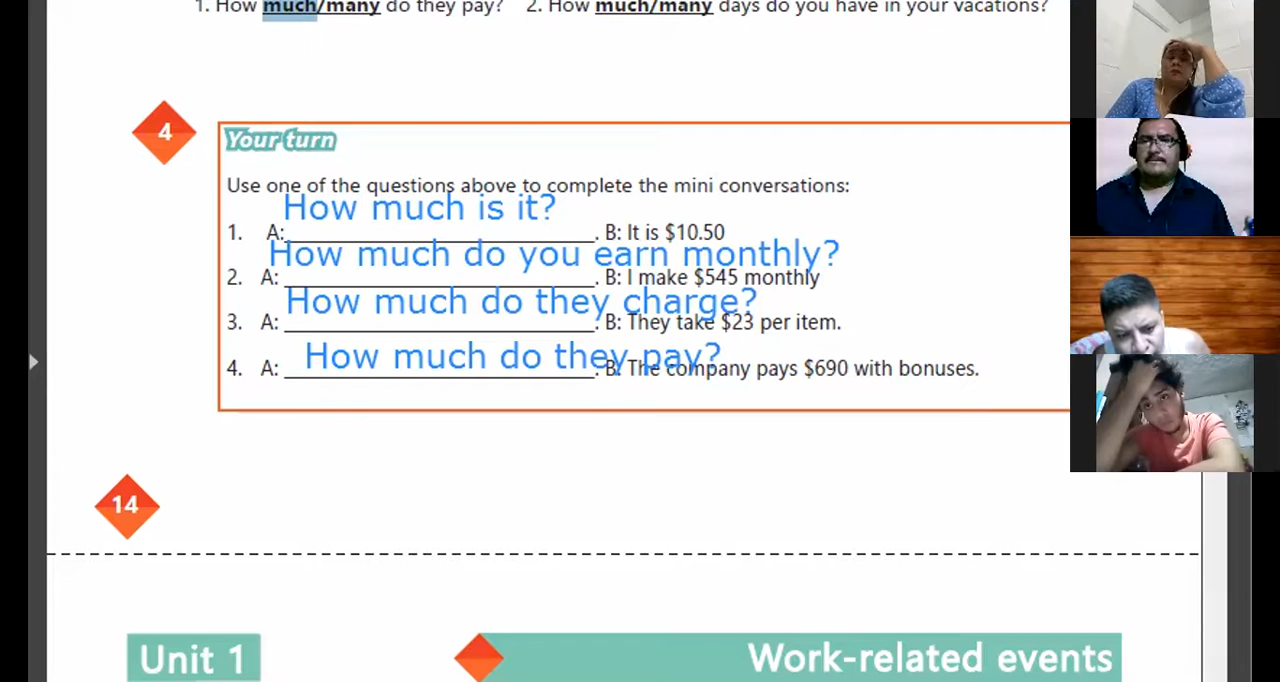 1. How much/many do they pay? 2. How much/many days do you have in your vacations?
4
Your turn
Use one of the questions above to complete the mini conversations:
How much is it?
1. A:____________________. B: It is $10.50
How much do you earn monthly?
2. A: ____________________. B: I make $545 monthly
How much do they charge?
3. A: ____________________. B: They take $23 per item.
How much do they pay?
4. A: ____________________. B: The company pays $690 with bonuses.
14
Unit 1
Work-related events